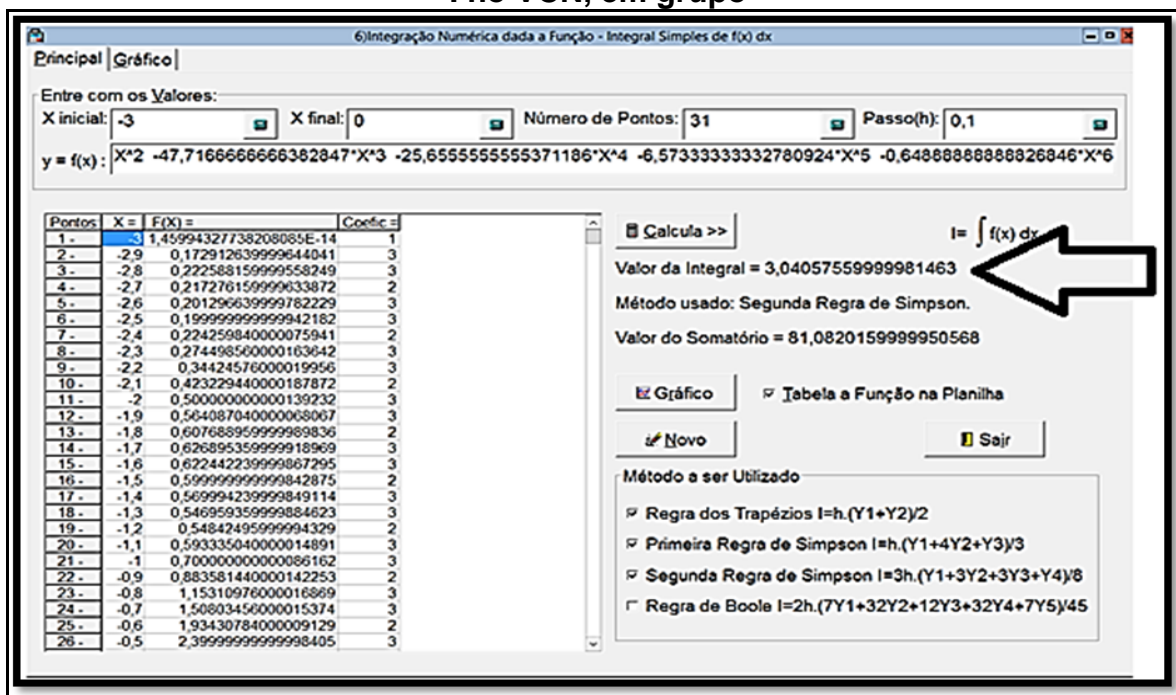 6)Integração Numérica dada a Função - Integral Simples de f(x) dx
Principal Gráfico
Entre com os Valores:
X inicial: -3 X final: 0 Número de Pontos: 31 Passo(h): 0,1
y = f(x) : X^2 -47,7166666666382847*X^3 -25,6555555555371186*X^4 -6,57333333332780924*X^5 -0,648888888888826846*X^6
Pontos X = F(X) = Coefic =
1 - -3 1,45994327738208085E-14 1
2 - -2,9 0,172912639999644041 3
3 - -2,8 0,222588159999558249 3
4 - -2,7 0,217276159999633872 2
5 - -2,6 0,201296639999782229 3
6 - -2,5 0,199999999999942182 3
7 - -2,4 0,224259840000075941 2
8 - -2,3 0,274498560000163642 3
9 - -2,2 0,34424576000019956 3
10 - -2,1 0,423229440000187872 2
11 - -2 0,500000000000139232 3
12 - -1,9 0,564087040000068067 3
13 - -1,8 0,607688959999989836 2
14 - -1,7 0,626895359999918969 3
15 - -1,6 0,622442239999867295 3
16 - -1,5 0,599999999999842875 2
17 - -1,4 0,569994239999849114 3
18 - -1,3 0,546959359999884623 3
19 - -1,2 0,54842495999994329 2
20 - -1,1 0,593335040000014891 3
21 - -1 0,700000000000086162 3
22 - -0,9 0,883581440000142253 2
23 - -0,8 1,15310976000016869 3
24 - -0,7 1,50803456000015374 3
25 - -0,6 1,93430784000009129 2
26 - -0,5 2,39999999999998405 3
Calcula >>
I= ∫ f(x) dx
Valor da Integral = 3,04057559999981463
Método usado: Segunda Regra de Simpson.
Valor do Somatório = 81,0820159999950568
Gráfico Tabela a Função na Planilha
Novo Sair
Método a ser Utilizado
Regra dos Trapézios I=h.(Y1+Y2)/2
Primeira Regra de Simpson I=h.(Y1+4Y2+Y3)/3
Segunda Regra de Simpson I=3h.(Y1+3Y2+3Y3+Y4)/8
Regra de Boole I=2h.(7Y1+32Y2+12Y3+32Y4+7Y5)/45